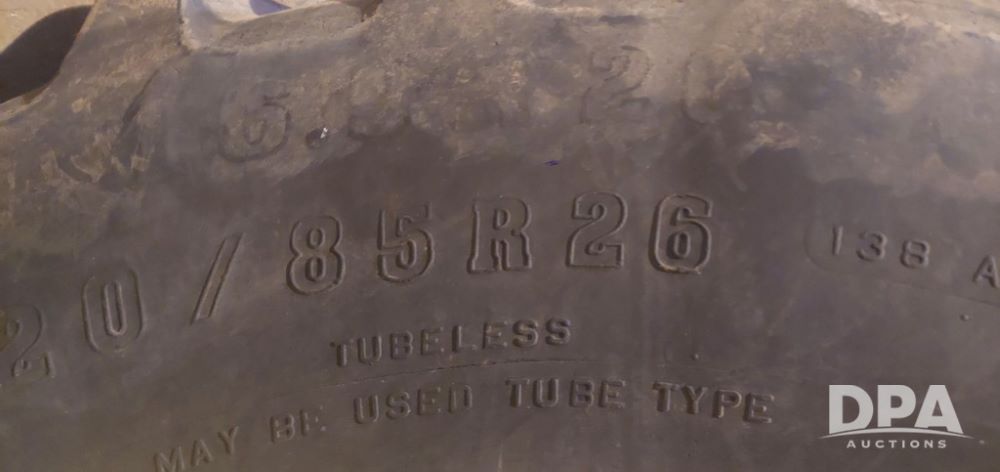 20/85R26
138 A
TUBELESS
MAY BE USED TUBE TYPE
DPA
AUCTIONS